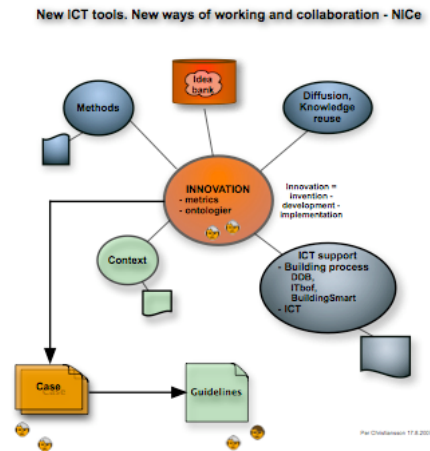 New ICT tools. New ways of working and collaboration - NICe
Idea
bank
Methods
Diffusion,
Knowledge
reuse
INNOVATION
- metrics
- ontologier
Innovation =
invention -
development -
implementation
Context
ICT support
- Building process
DDB,
ITbof,
BuildingSmart
- ICT
Case
Guidelines
Per Christiansson